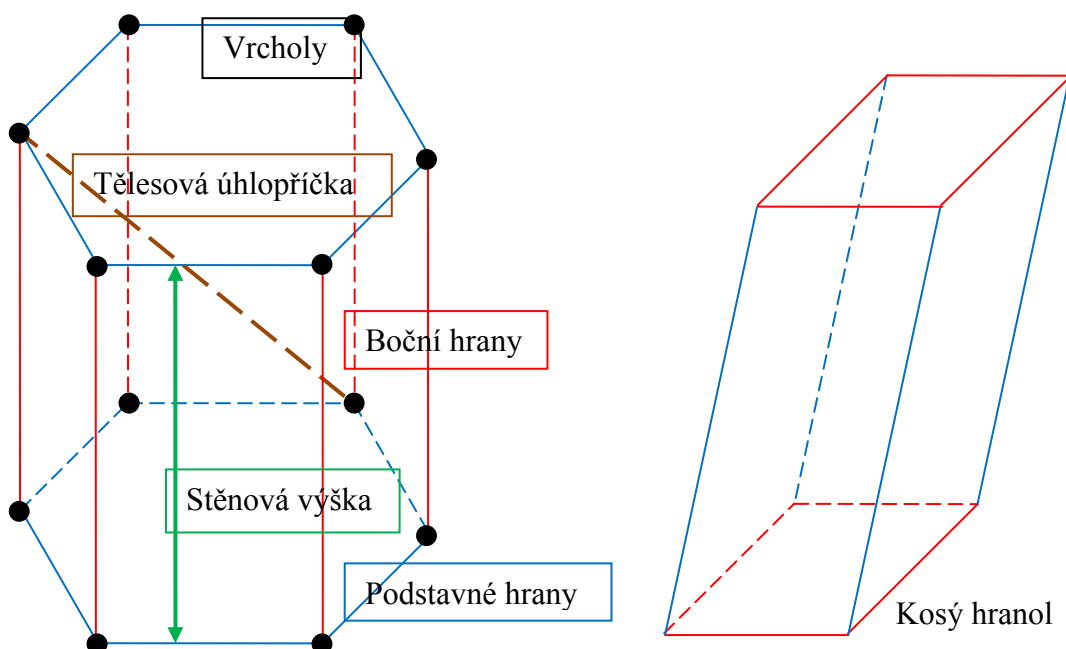 Vrcholy
Tělesová úhlopříčka
Boční hrany
Stěnová výška
Podstavné hrany
Kosý hranol